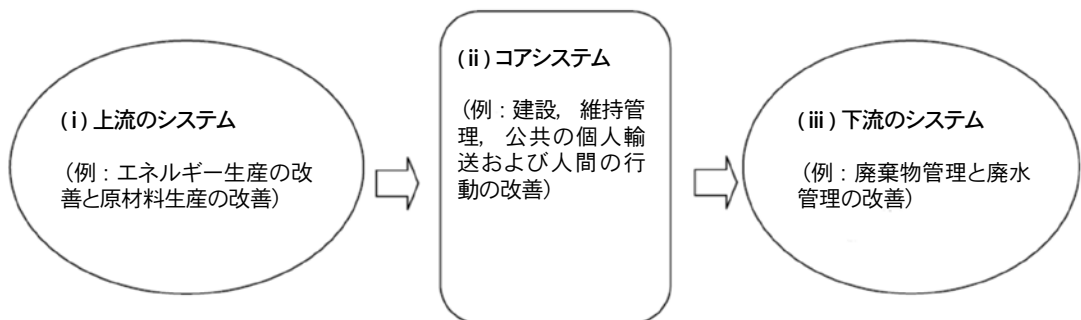 (i) 上流のシステム
(例：エネルギー生産の改
善と原材料生産の改善)
(ii) コアシステム
(例：建設, 維持管
理, 公共の個人輸
送および人間の行
動の改善)
(iii) 下流のシステム
(例：廃棄物管理と廃水
管理の改善)